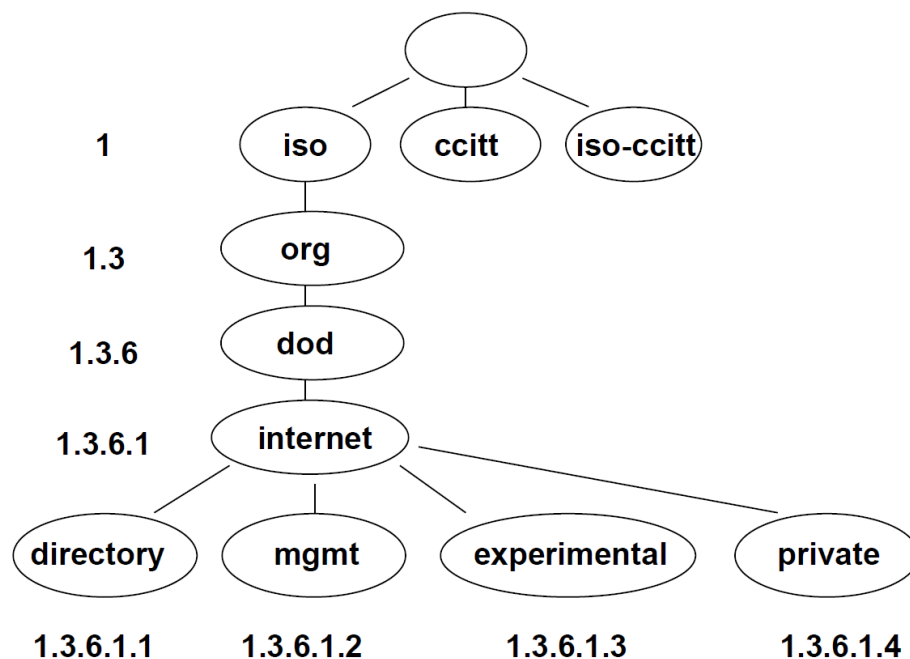 1 iso ccitt iso-ccitt
1.3 org
1.3.6 dod
1.3.6.1 internet
directory mgmt experimental private
1.3.6.1.1 1.3.6.1.2 1.3.6.1.3 1.3.6.1.4